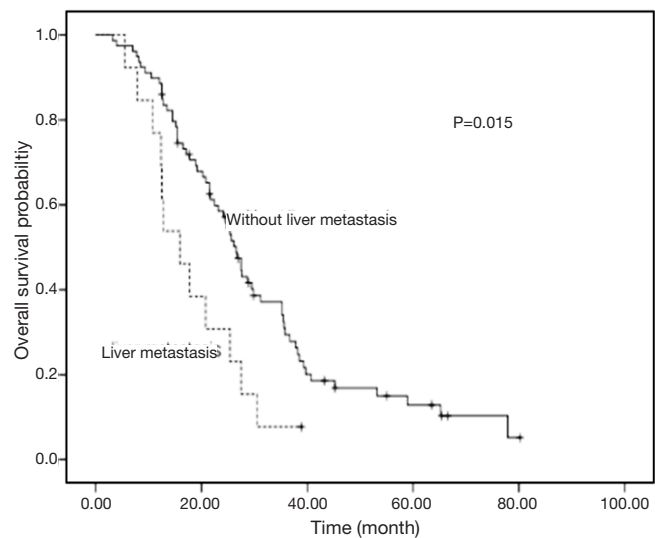 1.0
0.8
0.6
0.4
0.2
0.0
Overall survival probabiltiy
P=0.015
Without liver metastasis
Liver metastasis
0.00 20.00 40.00 60.00 80.00 100.00
Time (month)